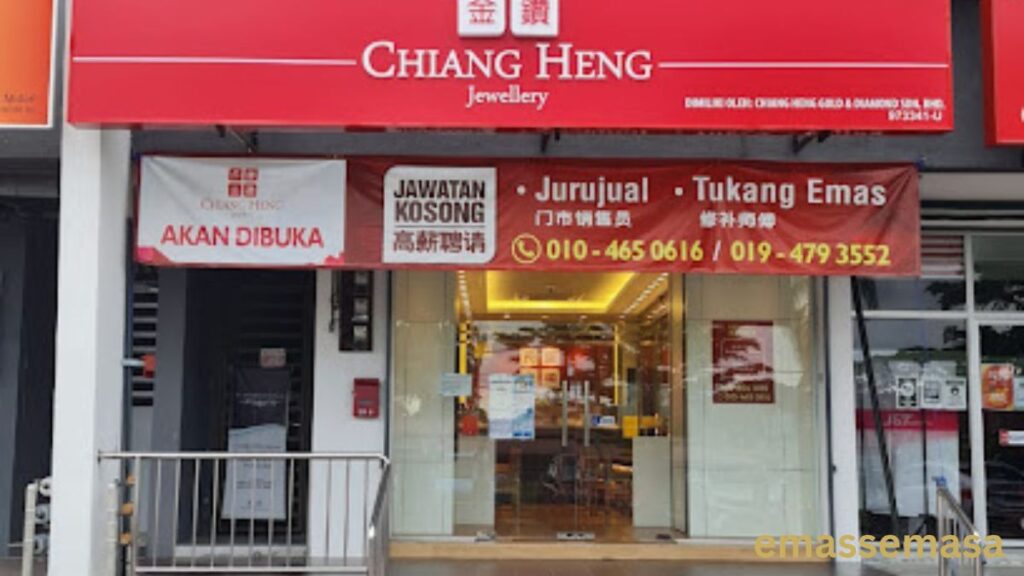 金 鑽
CHIANG HENG
Jewellery
DIMILIKI OLEH: CHIANG HENG GOLD & DIAMOND SDN. BHD.
973341-U
CHIANG HENG
AKAN DIBUKA
JAWATAN
KOSONG
高薪聘请
• Jurujual • Tukang Emas
门市销售员 修补师傅
010 - 465 0616 / 019 - 479 3552
emassemasa